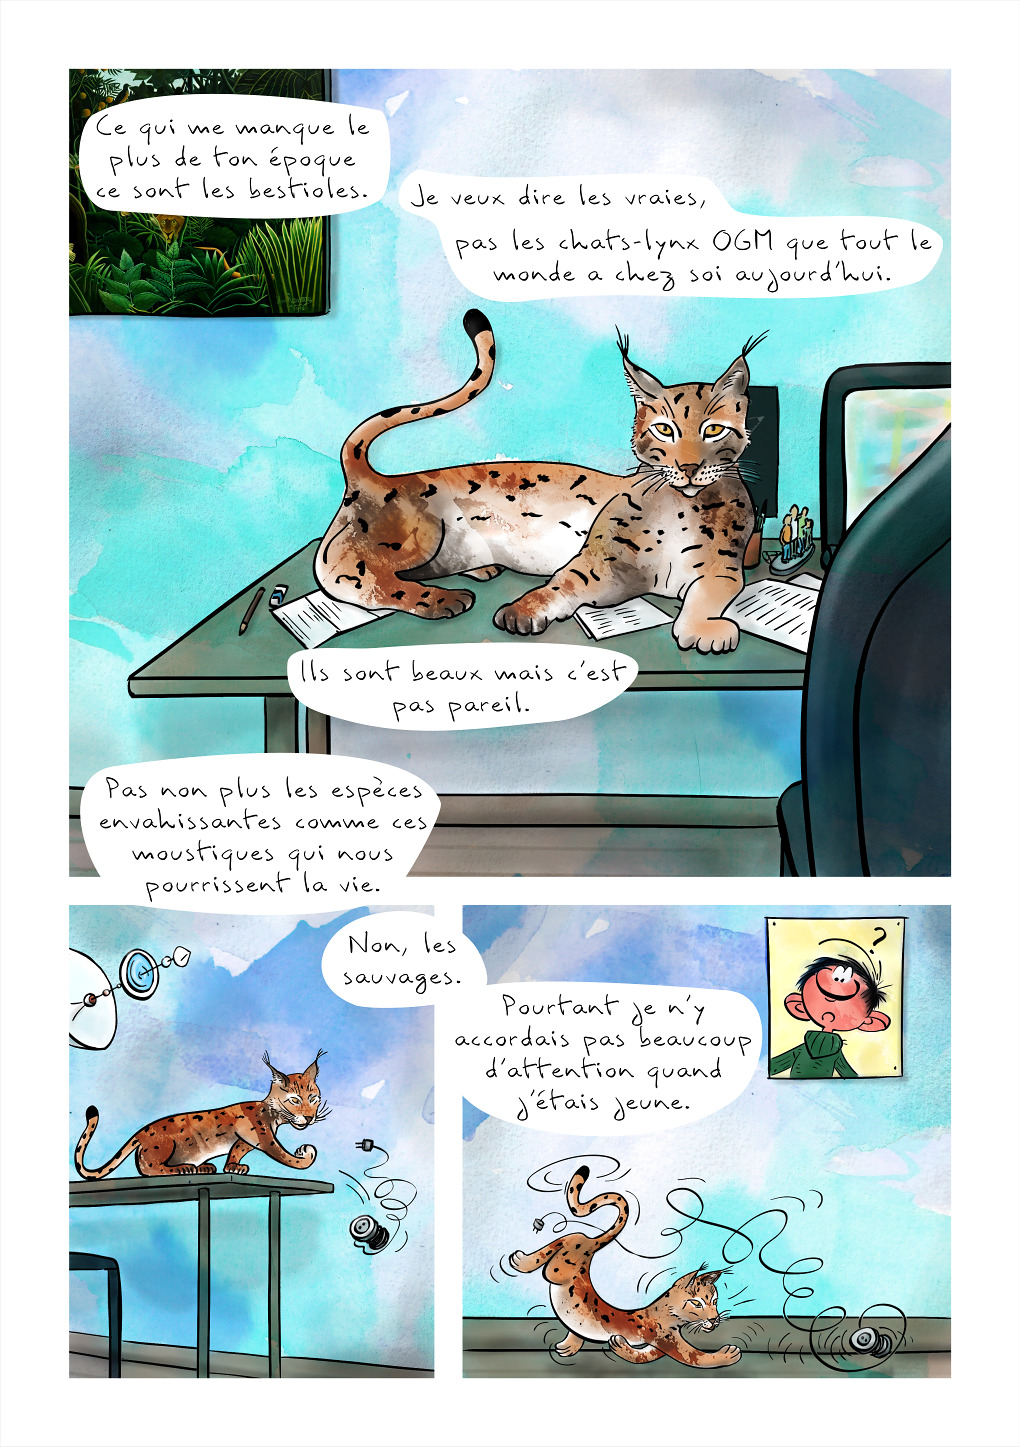 Ce qui me manque le
plus de ton époque
ce sont les bestioles.
Je veux dire les vraies,
pas les chats-lynx OGM que tout le
monde a chez soi aujourd'hui.
Ils sont beaux mais c'est
pas pareil.
Pas non plus les espèces
envahissantes comme ces
moustiques qui nous
pourrissent la vie.
Non, les
sauvages.
Pourtant je n'y
accordais pas beaucoup
d'attention quand
j'étais jeune.
?